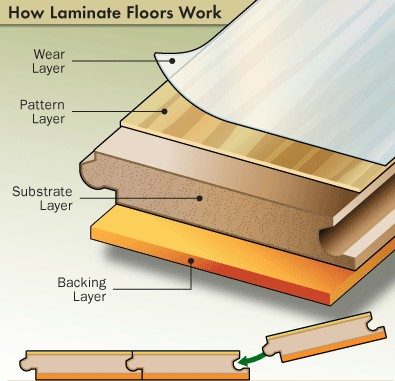 How Laminate Floors Work
Wear
Layer
Pattern
Layer
Substrate
Layer
Backing
Layer